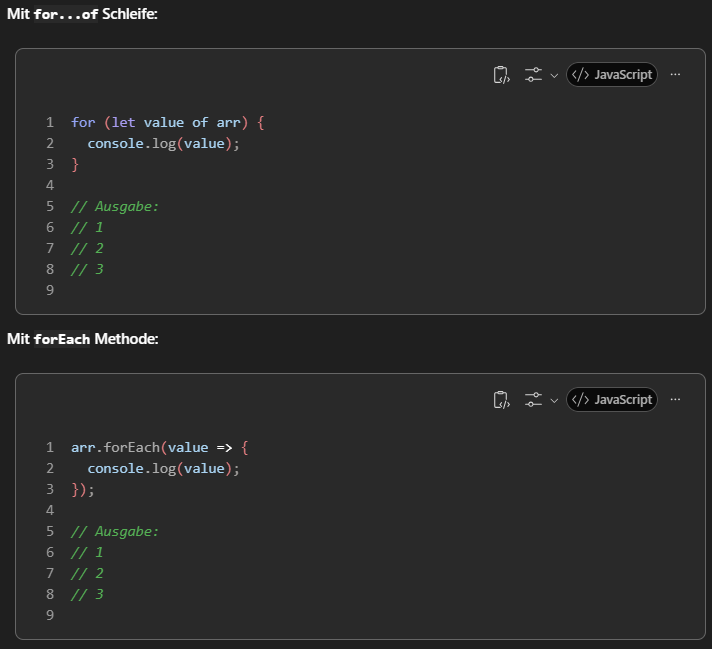 Mit for...of Schleife:
JavaScript
1 for (let value of arr) {
2   console.log(value);
3 }
4
5 // Ausgabe:
6 // 1
7 // 2
8 // 3
9
Mit forEach Methode:
JavaScript
1 arr.forEach(value => {
2   console.log(value);
3 });
4
5 // Ausgabe:
6 // 1
7 // 2
8 // 3
9